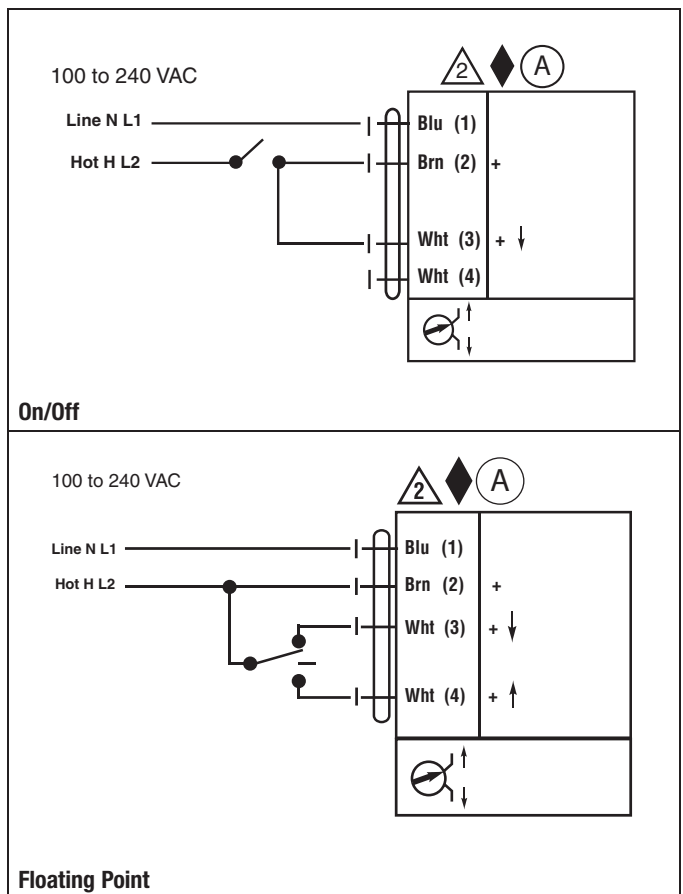 100 to 240 VAC
2
A
Line N L1
Blu (1)
Hot H L2
Brn (2) +
Wht (3) + ↓
Wht (4)
On/Off
100 to 240 VAC
2
A
Line N L1
Blu (1)
Hot H L2
Brn (2) +
Wht (3) + ↓
Wht (4) + ↑
Floating Point